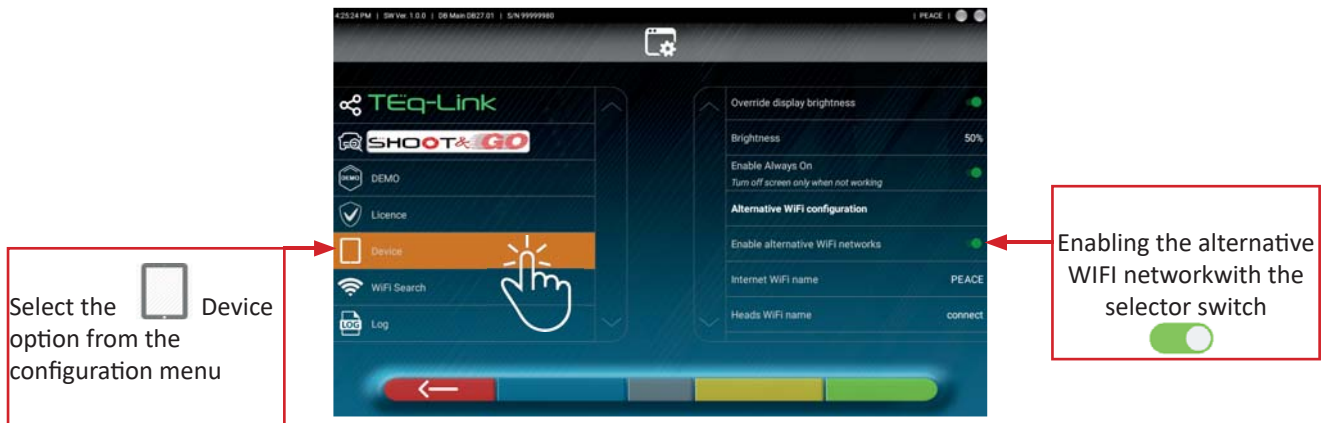 4:25:24 PM | SW Ver. 1.0.0 | DB Main DB27.01 | S/N 99999980
| PEACE |
TEq-Link
SHOOT& GO
DEMO
DEMO
Licence
Device
WiFi Search
LOG
Log
Override display brightness
Brightness
50%
Enable Always On
Turn off screen only when not working
Alternative WiFi configuration
Enable alternative WiFi networks
Internet WiFi name
PEACE
Heads WiFi name
connect
Select the Device
option from the
configuration menu
Enabling the alternative
WIFI networkwith the
selector switch